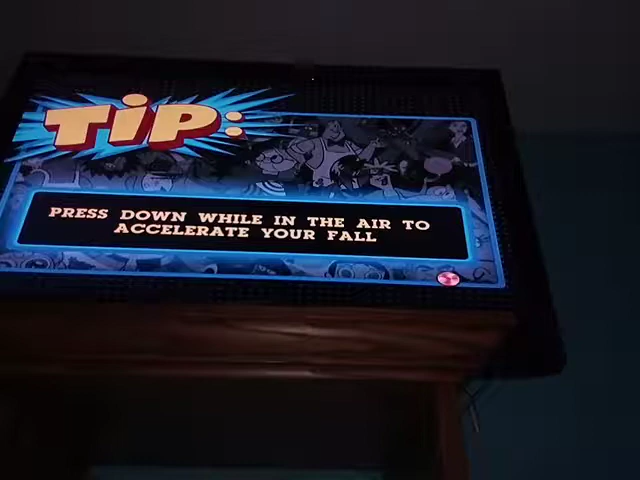 TiP:
PRESS DOWN WHILE IN THE AIR TO
ACCELERATE YOUR FALL